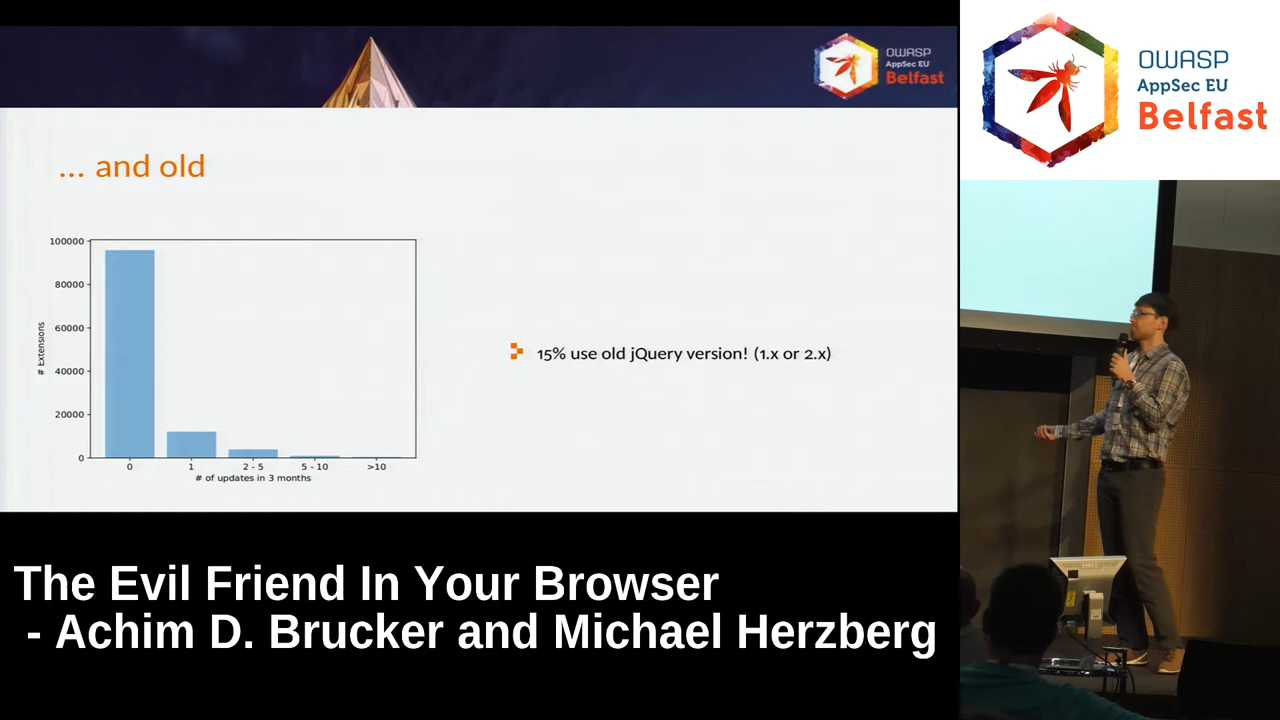 OWASP
AppSec EU
Belfast
OWASP
AppSec EU
Belfast
... and old
100000
80000
60000
40000
20000
0
# Extensions
0
1
2 - 5
5 - 10
>10
# of updates in 3 months
15% use old jQuery version! (1.x or 2.x)
The Evil Friend In Your Browser
- Achim D. Brucker and Michael Herzberg